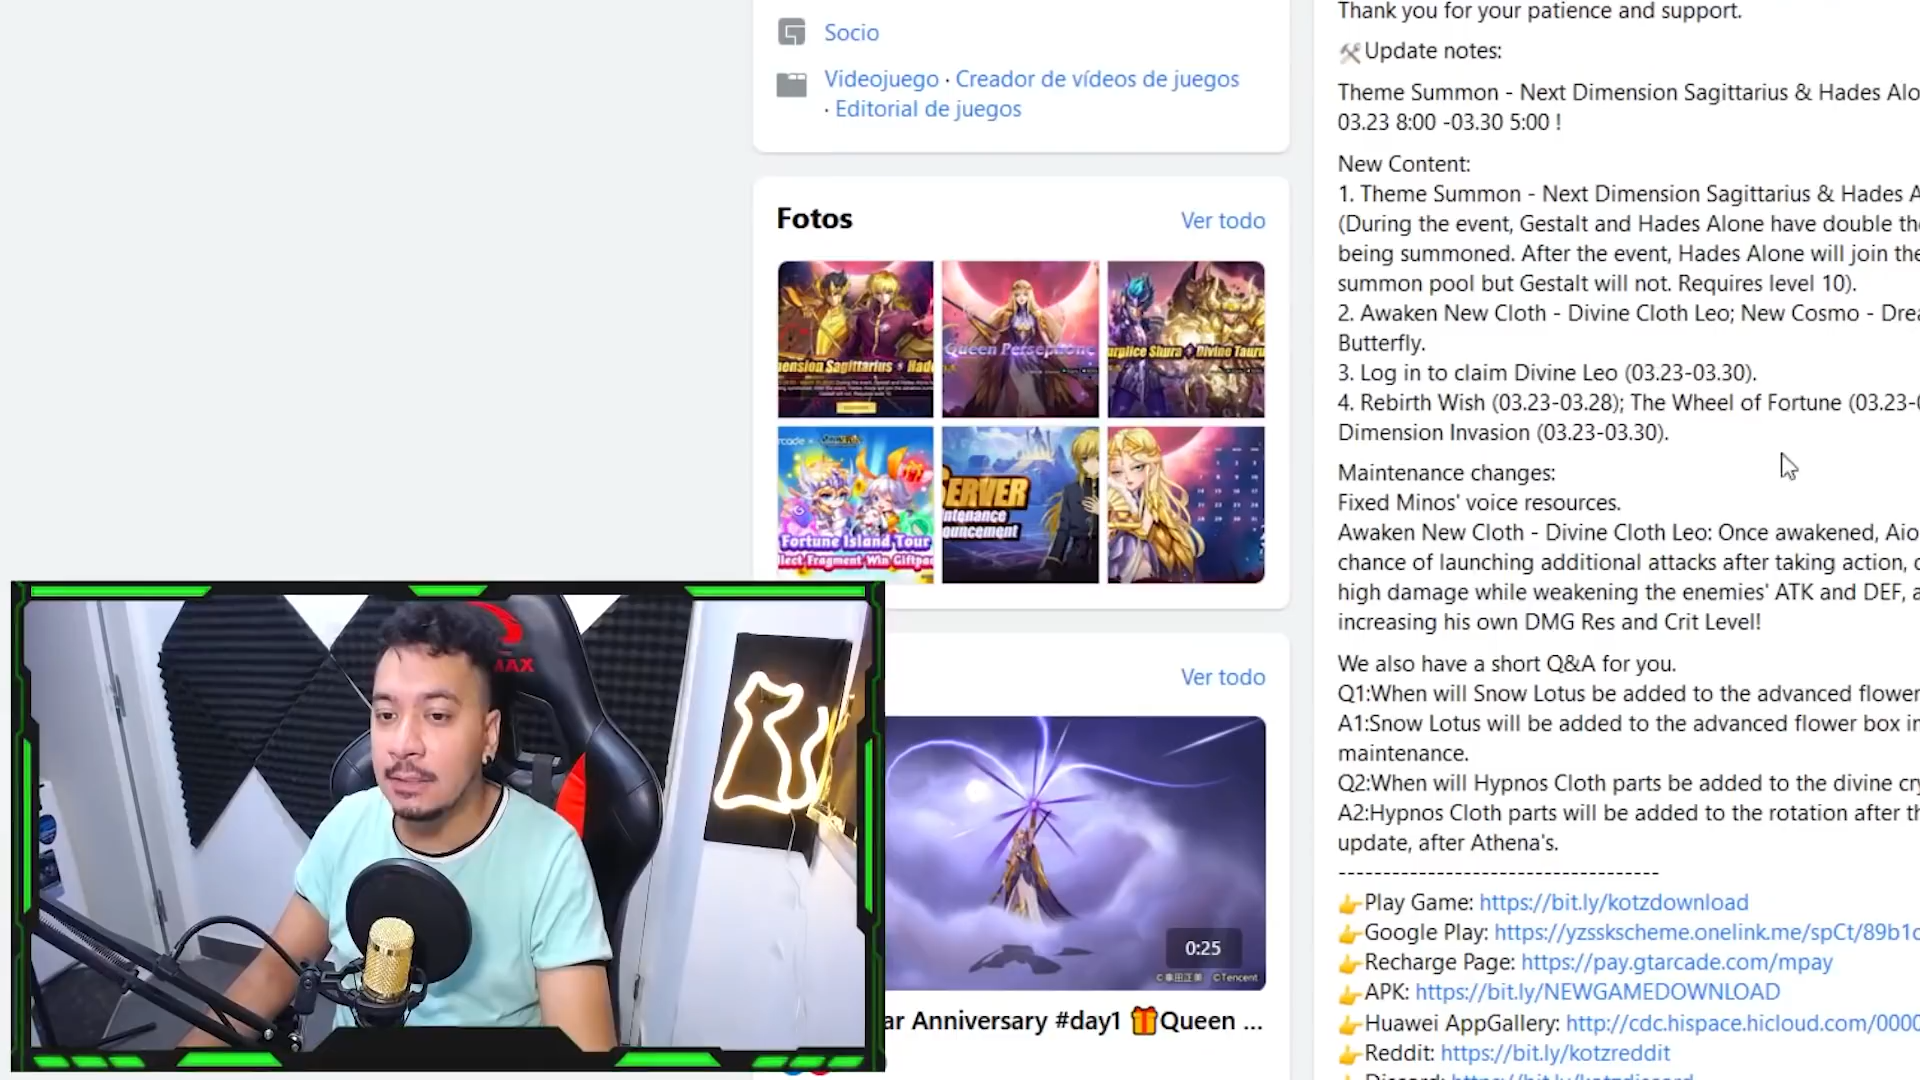 Socio
Videojuego · Creador de vídeos de juegos
· Editorial de juegos
Fotos
Ver todo
Queen Persephone
Fortune Island Tour
Ver todo
0:25
©Tencent
Anniversary #day1 🎁Queen ...
MAX
Thank you for your patience and support.
🛠Update notes:
Theme Summon - Next Dimension Sagittarius & Hades
03.23 8:00 -03.30 5:00 !
New Content:
1. Theme Summon - Next Dimension Sagittarius & Hades
(During the event, Gestalt and Hades Alone have double
being summoned. After the event, Hades Alone will join the
summon pool but Gestalt will not. Requires level 10).
2. Awaken New Cloth - Divine Cloth Leo; New Cosmo -
Butterfly.
3. Log in to claim Divine Leo (03.23-03.30).
4. Rebirth Wish (03.23-03.28); The Wheel of Fortune (03.23-
Dimension Invasion (03.23-03.30).
Maintenance changes:
Fixed Minos' voice resources.
Awaken New Cloth - Divine Cloth Leo: Once awakened,
chance of launching additional attacks after taking action,
high damage while weakening the enemies' ATK and DEF,
increasing his own DMG Res and Crit Level!
We also have a short Q&A for you.
Q1:When will Snow Lotus be added to the advanced flower
A1:Snow Lotus will be added to the advanced flower box
maintenance.
Q2:When will Hypnos Cloth parts be added to the divine
A2:Hypnos Cloth parts will be added to the rotation after
update, after Athena's.
-----------------------------------
👉Play Game: https://bit.ly/kotzdownload
👉Google Play: https://yzsskscheme.onelink.me/spCt/89b1
👉Recharge Page: https://pay.gtarcade.com/mpay
👉APK: https://bit.ly/NEWGAMEDOWNLOAD
👉Huawei AppGallery: http://cdc.hispace.hicloud.com/0000
👉Reddit: https://bit.ly/kotzreddit